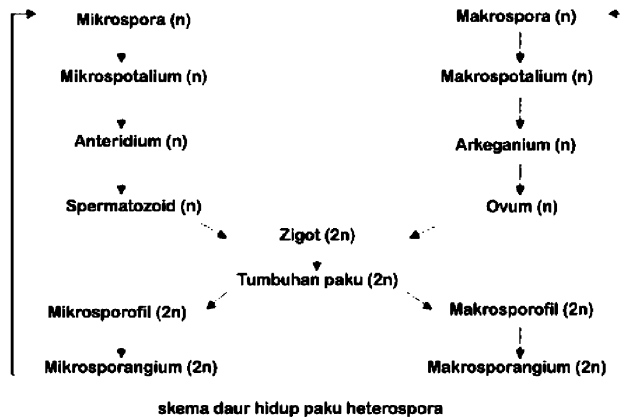 Mikrospora (n) Makrospora (n)
Mikrospotalium (n) Makrospotalium (n)
Anteridium (n) Arkeganium (n)
Spermatozoid (n) Ovum (n)
Zigot (2n)
Tumbuhan paku (2n)
Mikrosporofil (2n) Makrosporofil (2n)
Mikrosporangium (2n) Makrosporangium (2n)
skema daur hidup paku heterospora